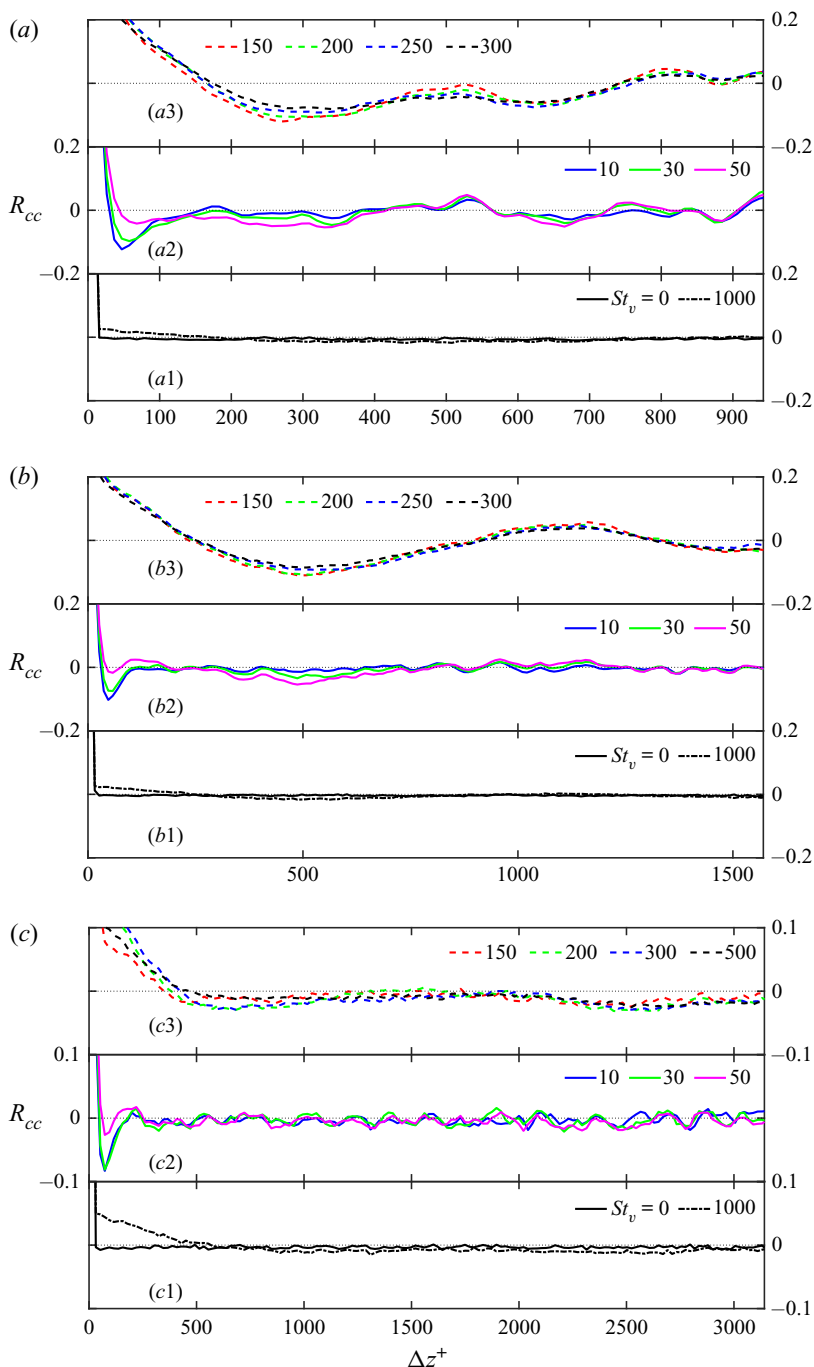 (a)
150 200 250 300
0.2
0
(a3)
0.2
−0.2
10 30 50
R_cc
0
(a2)
−0.2
0.2
St_v = 0 1000
0
(a1)
−0.2
0 100 200 300 400 500 600 700 800 900
(b)
150 200 250 300
0.2
0
(b3)
0.2
−0.2
10 30 50
R_cc
0
(b2)
−0.2
0.2
St_v = 0 1000
0
(b1)
−0.2
0 500 1000 1500
(c)
150 200 300 500
0.1
0
(c3)
0.1
−0.1
10 30 50
R_cc
0
(c2)
−0.1
0.1
St_v = 0 1000
0
(c1)
−0.1
0 500 1000 1500 2000 2500 3000
Δz⁺